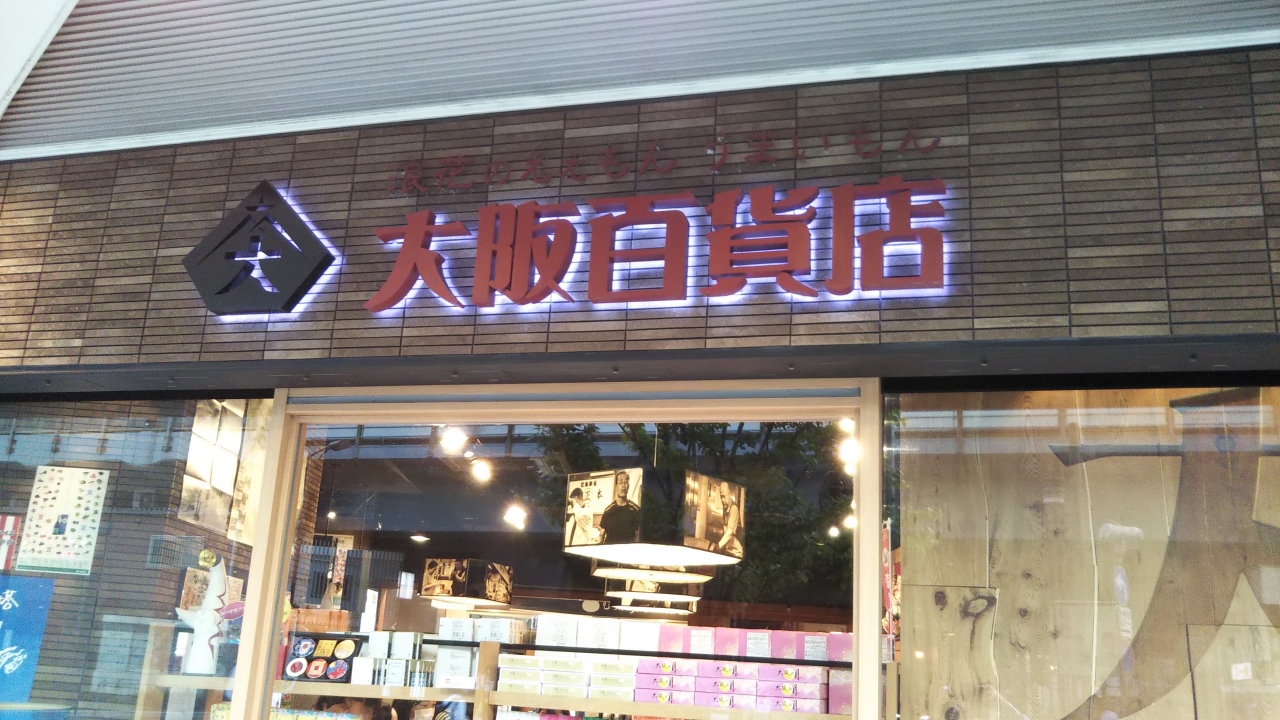 浪花のええもん うまいもん
大阪百貨店